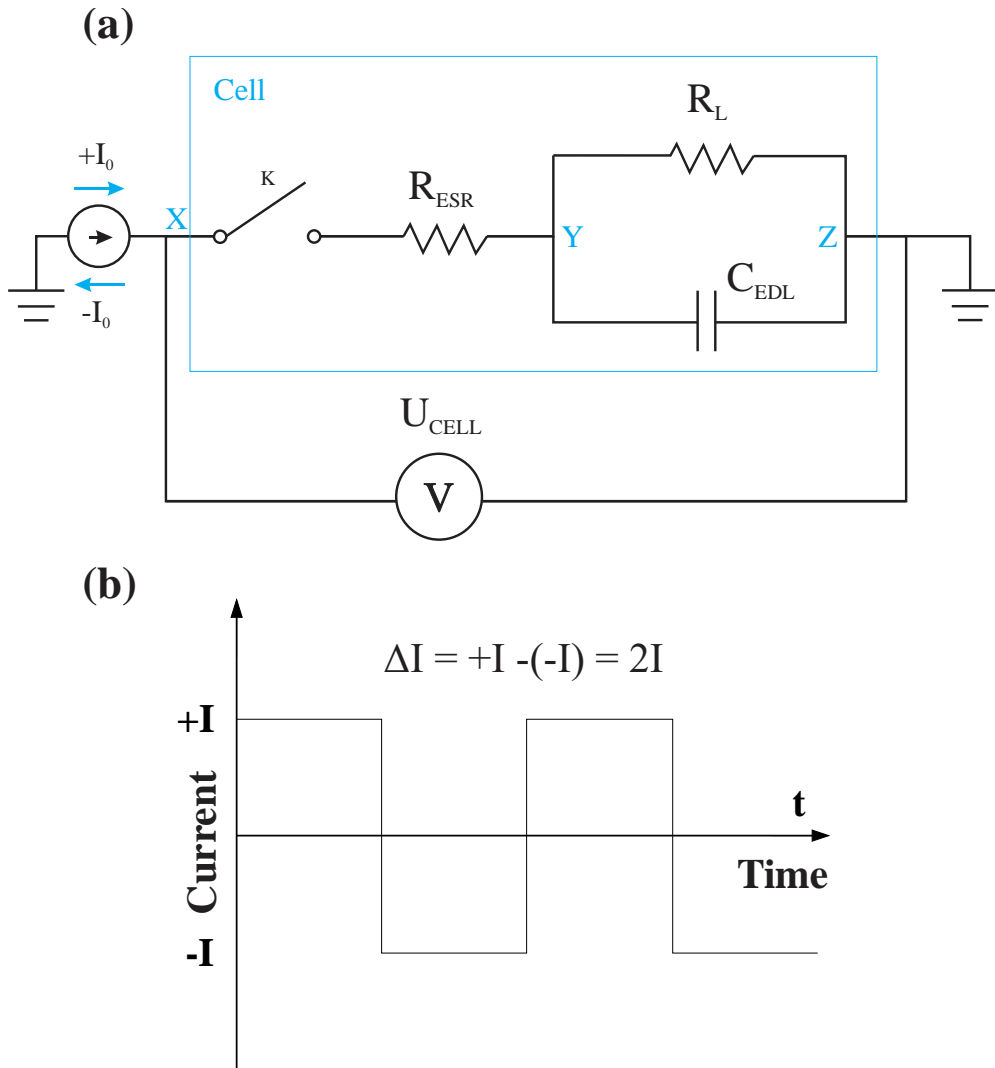 (a)
Cell
R_L
+I_0
K
R_ESR
X
Y
Z
-I_0
C_EDL
U_CELL
V
(b)
ΔI = +I -(-I) = 2I
+I
Current
t
Time
-I